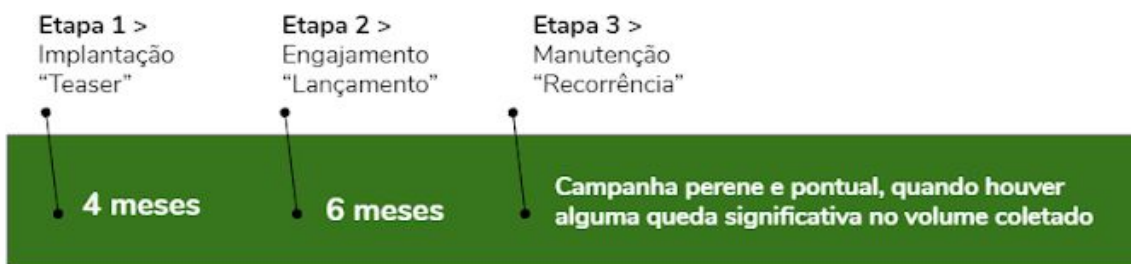 Etapa 1 >
Implantação
“Teaser”
Etapa 2 >
Engajamento
“Lançamento”
Etapa 3 >
Manutenção
“Recorrência”
4 meses
6 meses
Campanha perene e pontual, quando houver
alguma queda significativa no volume coletado